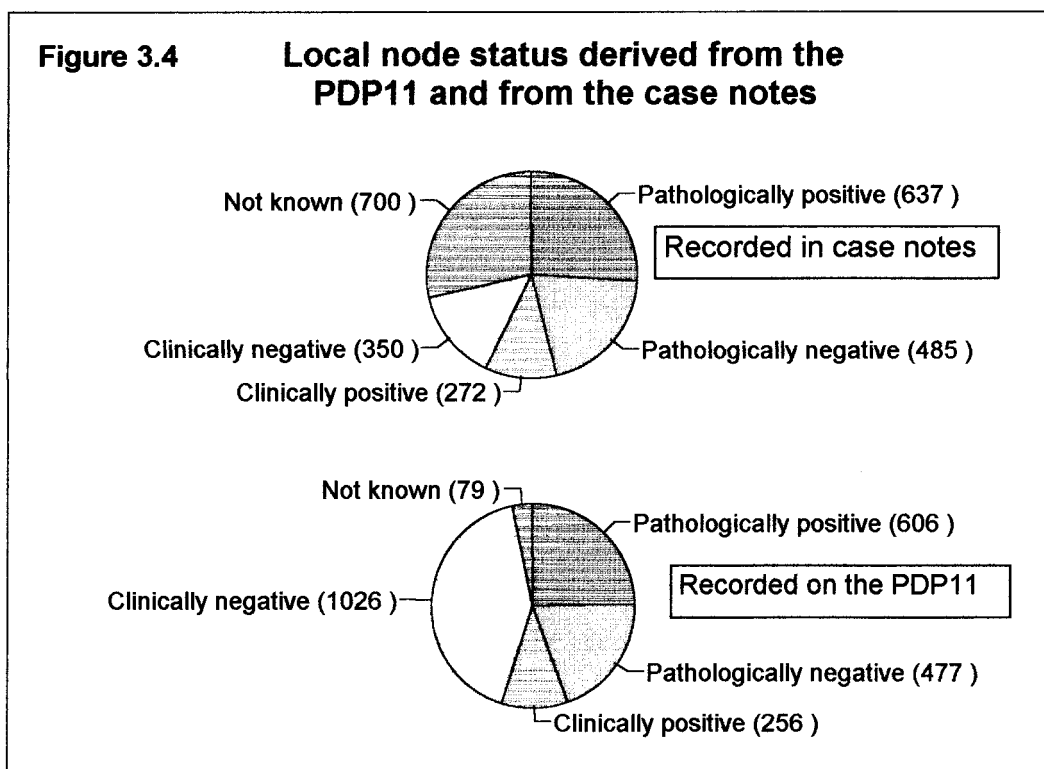 Figure 3.4
Local node status derived from the
PDP11 and from the case notes
Not known (700 )
Pathologically positive (637 )
Recorded in case notes
Clinically negative (350 )
Pathologically negative (485 )
Clinically positive (272 )
Not known (79 )
Pathologically positive (606 )
Clinically negative (1026 )
Recorded on the PDP11
Pathologically negative (477 )
Clinically positive (256 )